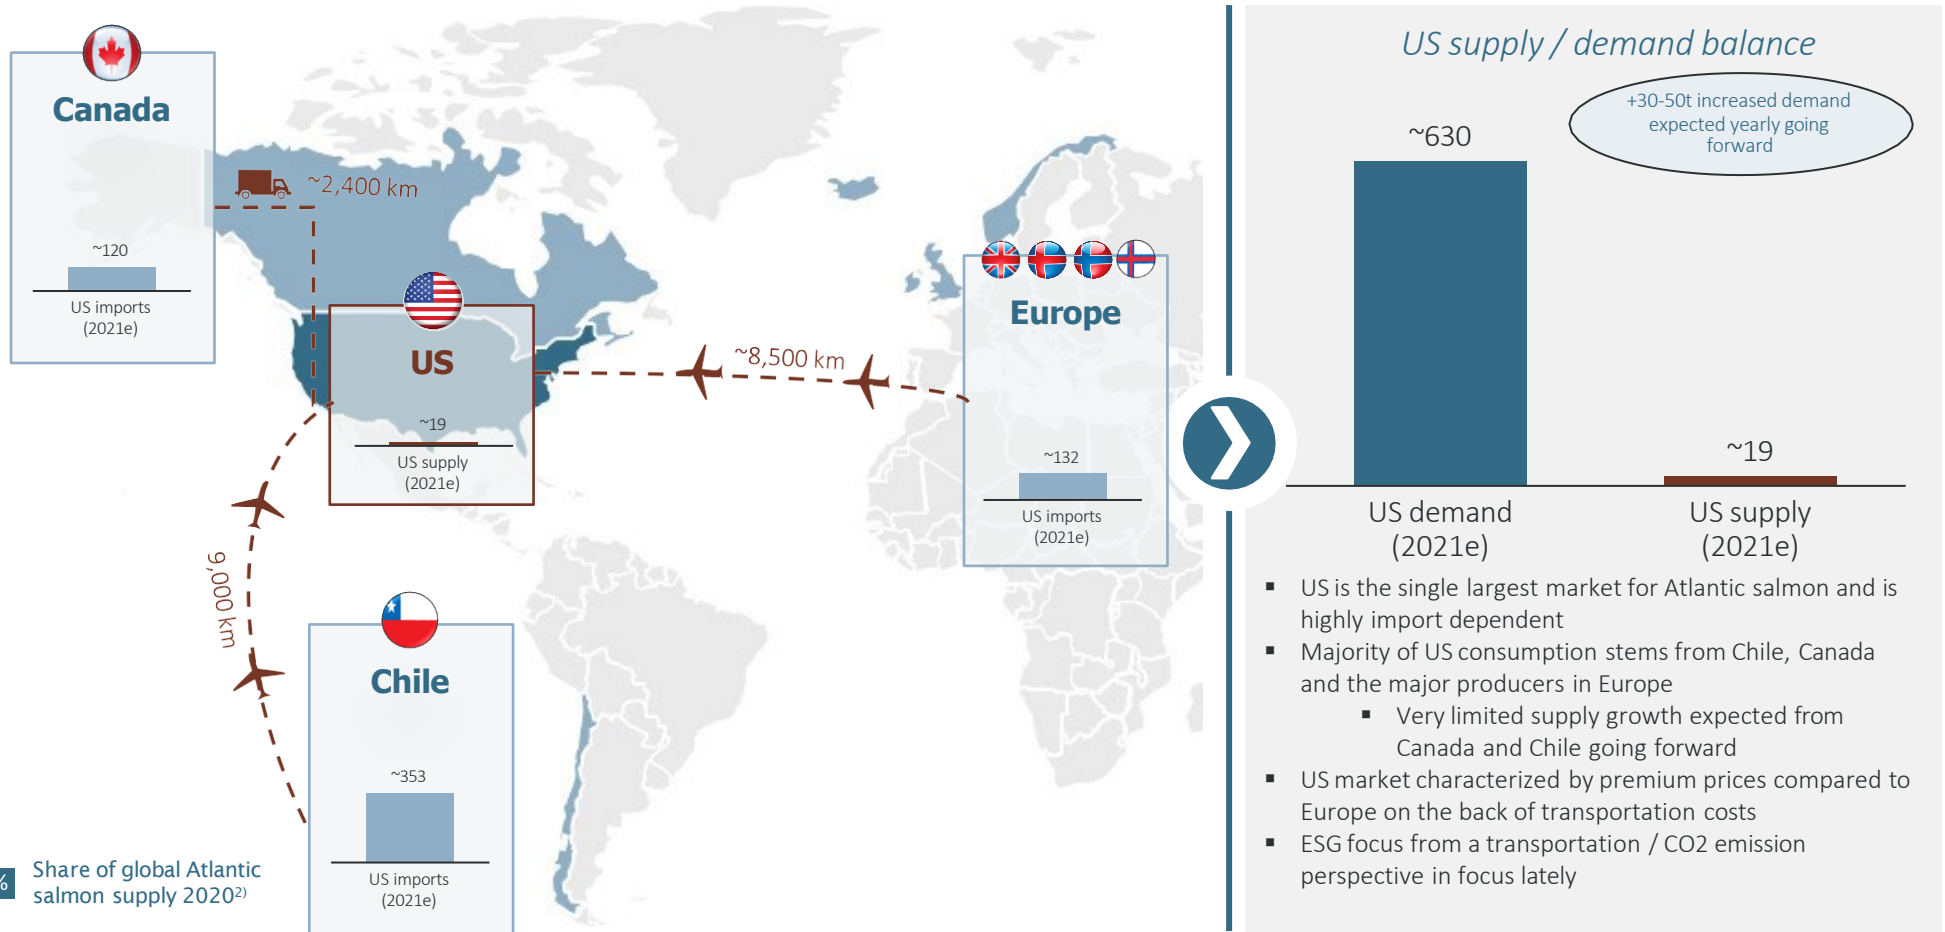 Canada
~120
US imports
(2021e)
~2,400 km
US
~19
US supply
(2021e)
~8,500 km
Europe
~132
US imports
(2021e)
9,000 km
Chile
~353
US imports
(2021e)
%
Share of global Atlantic
salmon supply 2020²⁾
US supply / demand balance
+30-50t increased demand
expected yearly going
forward
~630
~19
US demand
(2021e)
US supply
(2021e)
▪ US is the single largest market for Atlantic salmon and is
highly import dependent
▪ Majority of US consumption stems from Chile, Canada
and the major producers in Europe
▪ Very limited supply growth expected from
Canada and Chile going forward
▪ US market characterized by premium prices compared to
Europe on the back of transportation costs
▪ ESG focus from a transportation / CO2 emission
perspective in focus lately